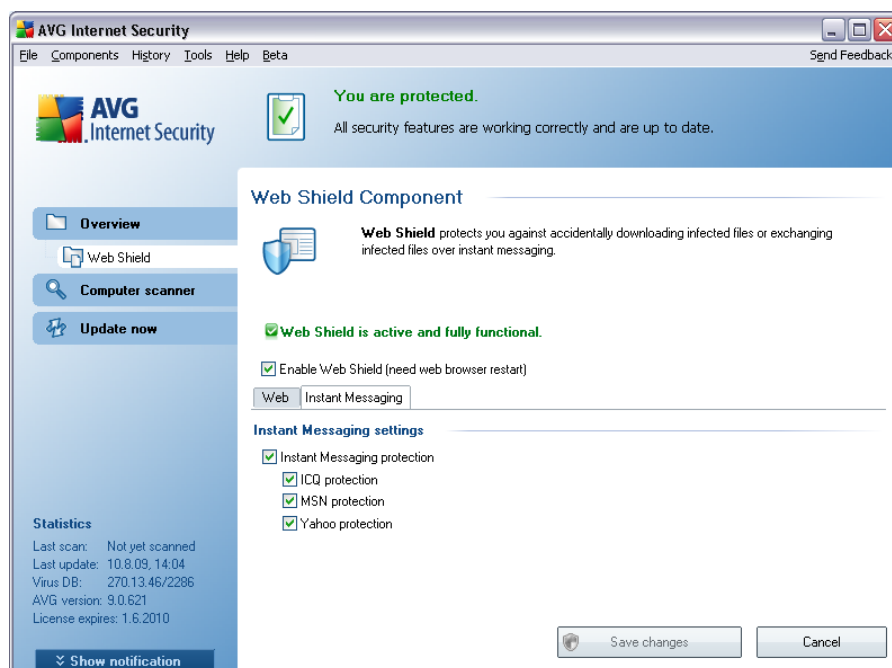 AVG Internet Security
File Components History Tools Help Beta Send Feedback
AVG
Internet Security
You are protected.
All security features are working correctly and are up to date.
Overview
Web Shield
Computer scanner
Update now
Web Shield Component
Web Shield protects you against accidentally downloading infected files or exchanging
infected files over instant messaging.
Web Shield is active and fully functional.
Enable Web Shield (need web browser restart)
Web Instant Messaging
Instant Messaging settings
Instant Messaging protection
ICQ protection
MSN protection
Yahoo protection
Statistics
Last scan: Not yet scanned
Last update: 10.8.09, 14:04
Virus DB: 270.13.46/2286
AVG version: 9.0.621
License expires: 1.6.2010
Show notification
Save changes Cancel